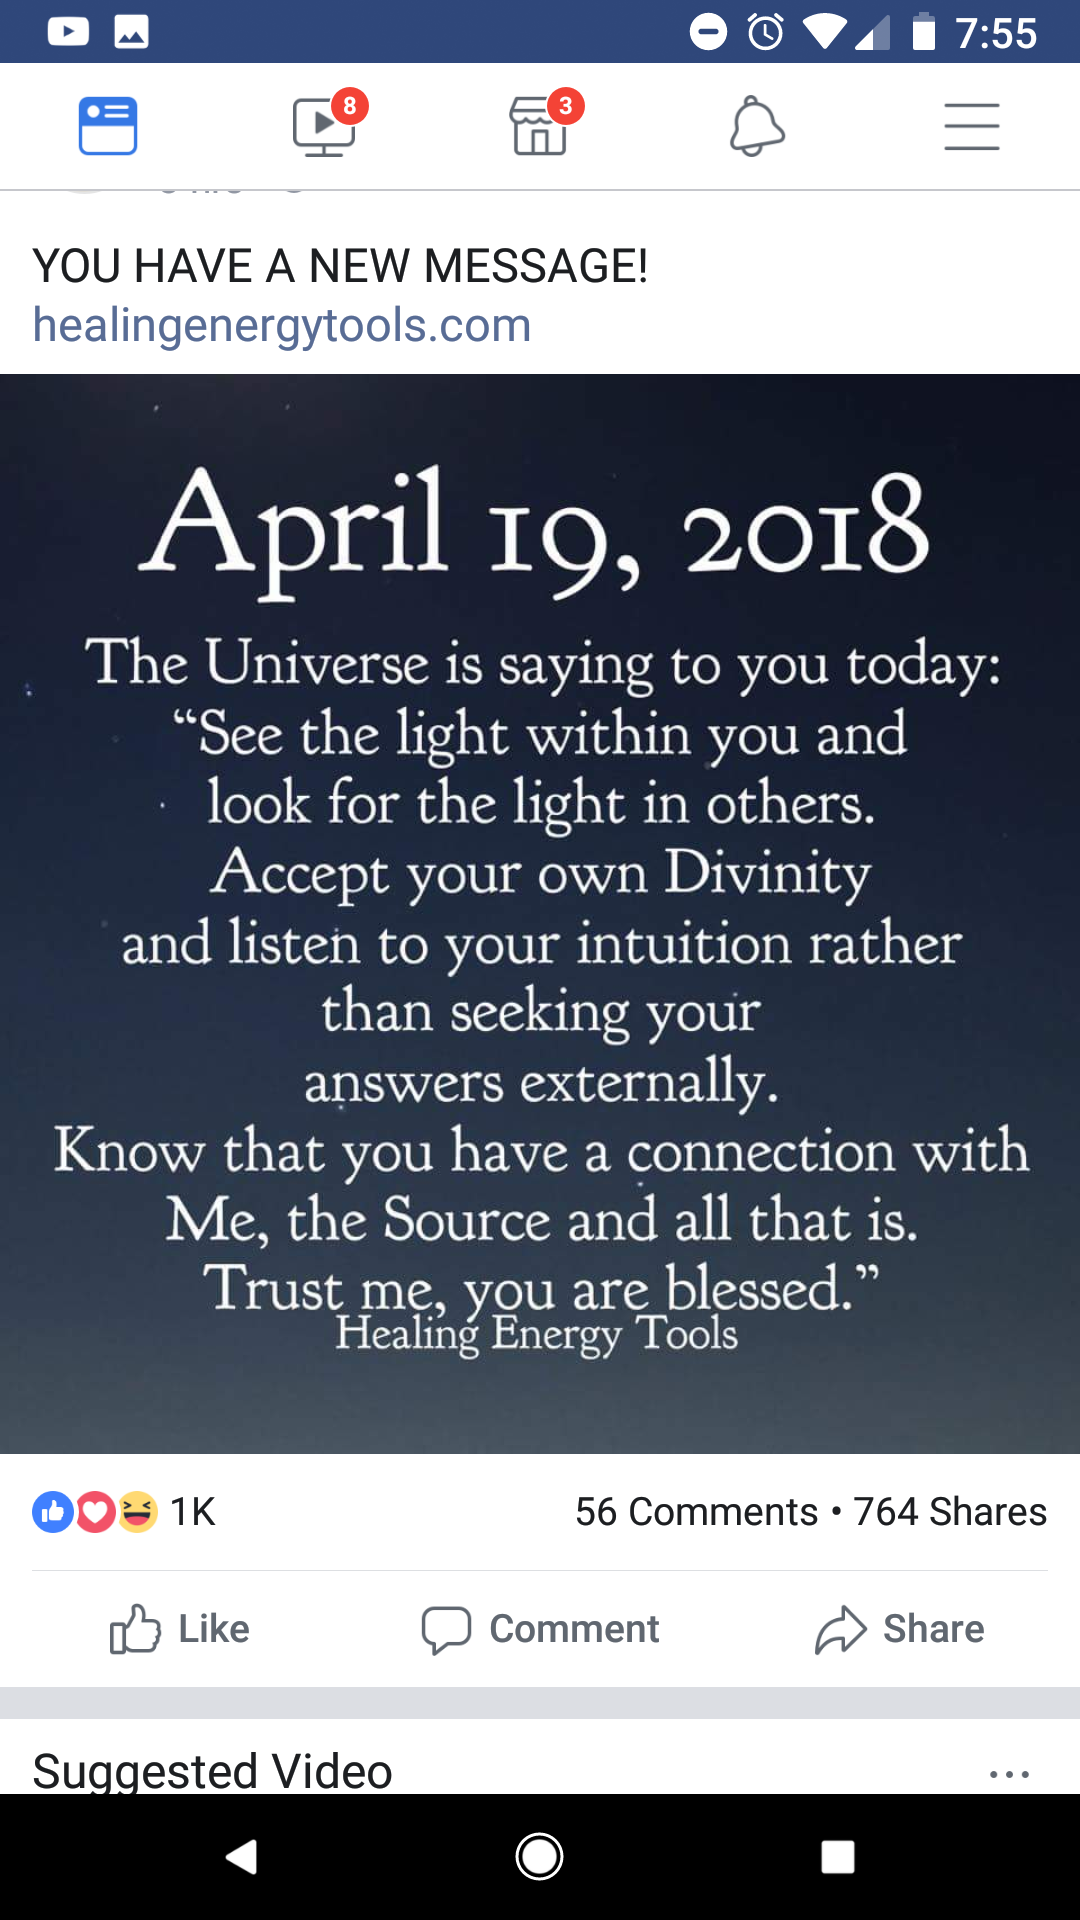 7:55
8
3
YOU HAVE A NEW MESSAGE!
healingenergytools.com
April 19, 2018
The Universe is saying to you today:
“See the light within you and
look for the light in others.
Accept your own Divinity
and listen to your intuition rather
than seeking your
answers externally.
Know that you have a connection with
Me, the Source and all that is.
Trust me, you are blessed.”
Healing Energy Tools
1K
56 Comments • 764 Shares
Like
Comment
Share
Suggested Video